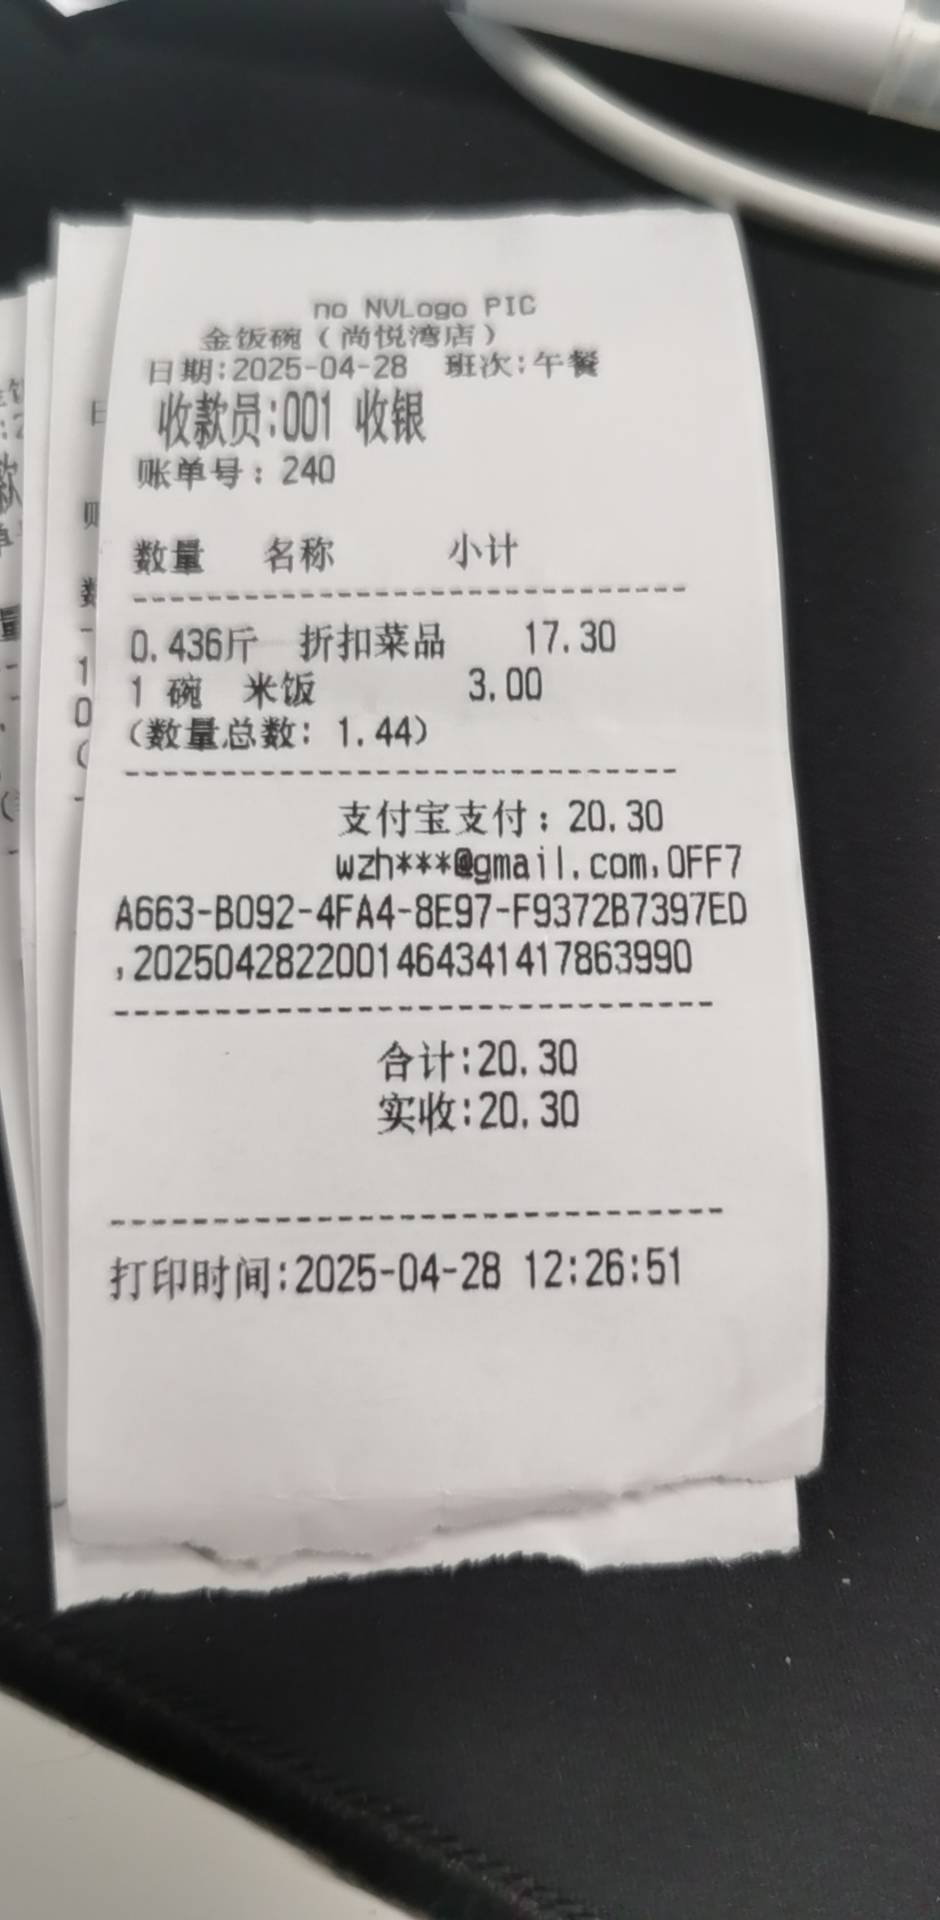 no NVLogo PIC
金饭碗（尚悦湾店）
日期:2025-04-28 班次:午餐
收款员:001 收银
账单号：240
数量 名称 小计
------------------------------
0.436斤 折扣菜品 17.30
1 碗 米饭 3.00
(数量总数: 1.44)
------------------------------
支付宝支付：20.30
wzh***@gmail.com,0FF7
A663-B092-4FA4-8E97-F9372B7397ED
,2025042822001464341417863990
------------------------------
合计:20.30
实收:20.30
------------------------------
打印时间:2025-04-28 12:26:51